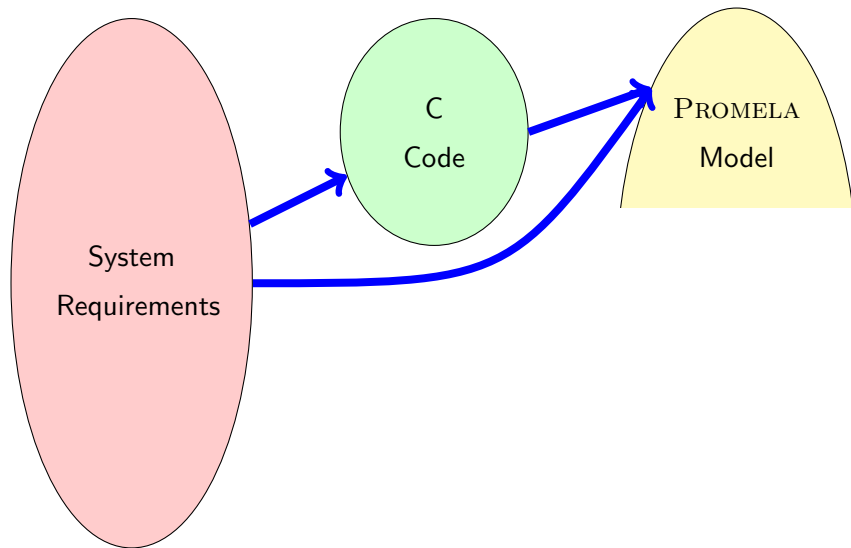 System
Requirements
C
Code
PROMELA
Model